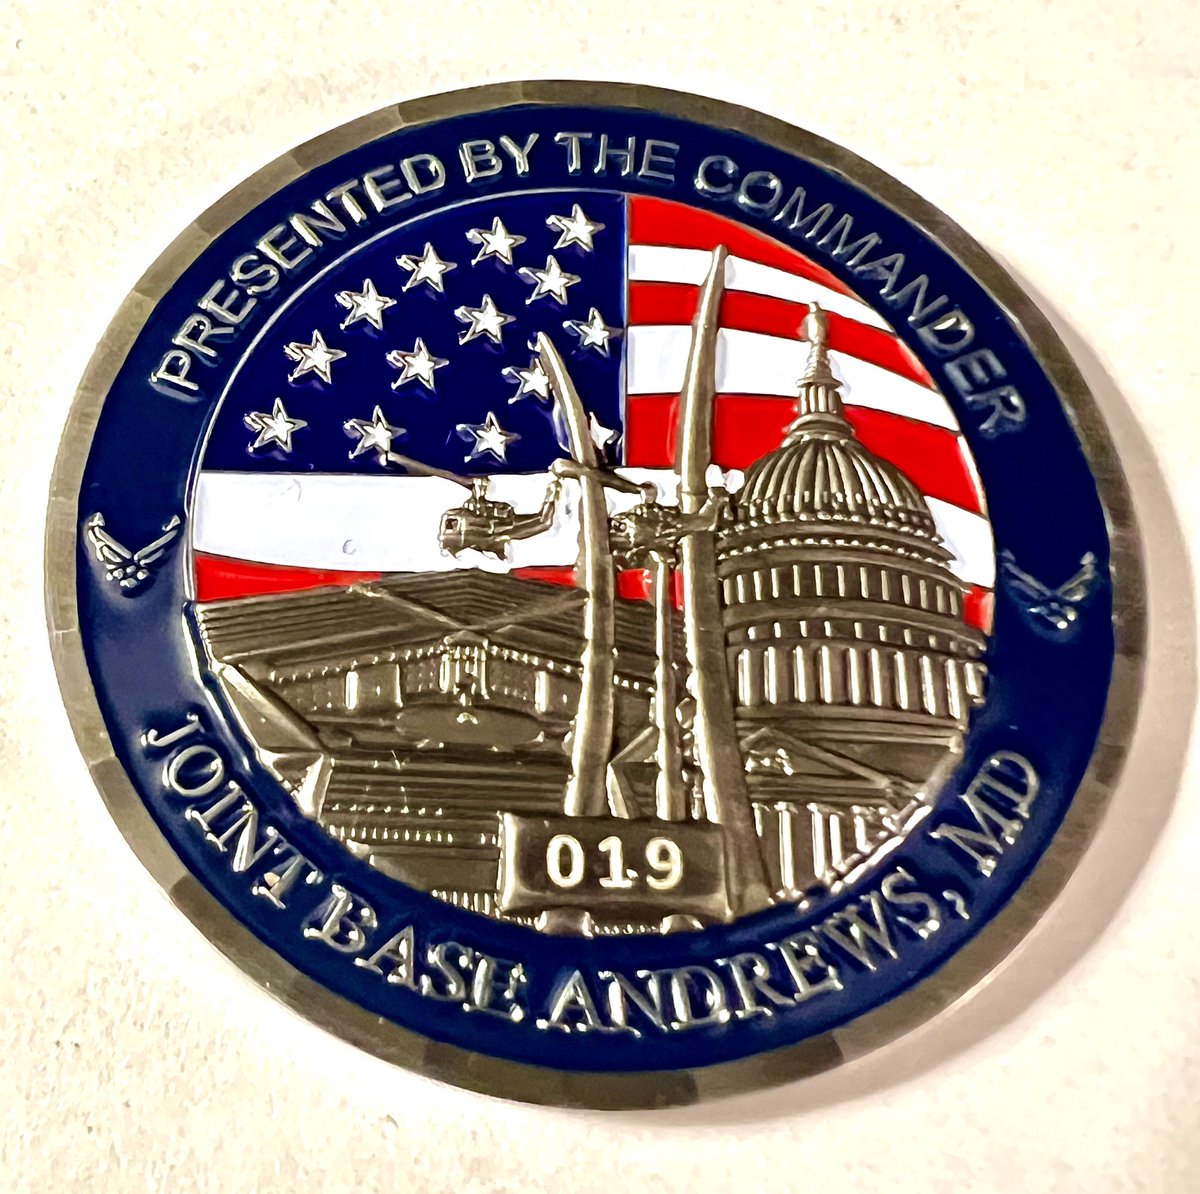 PRESENTED BY THE COMMANDER
019
JOINT BASE ANDREWS, MD